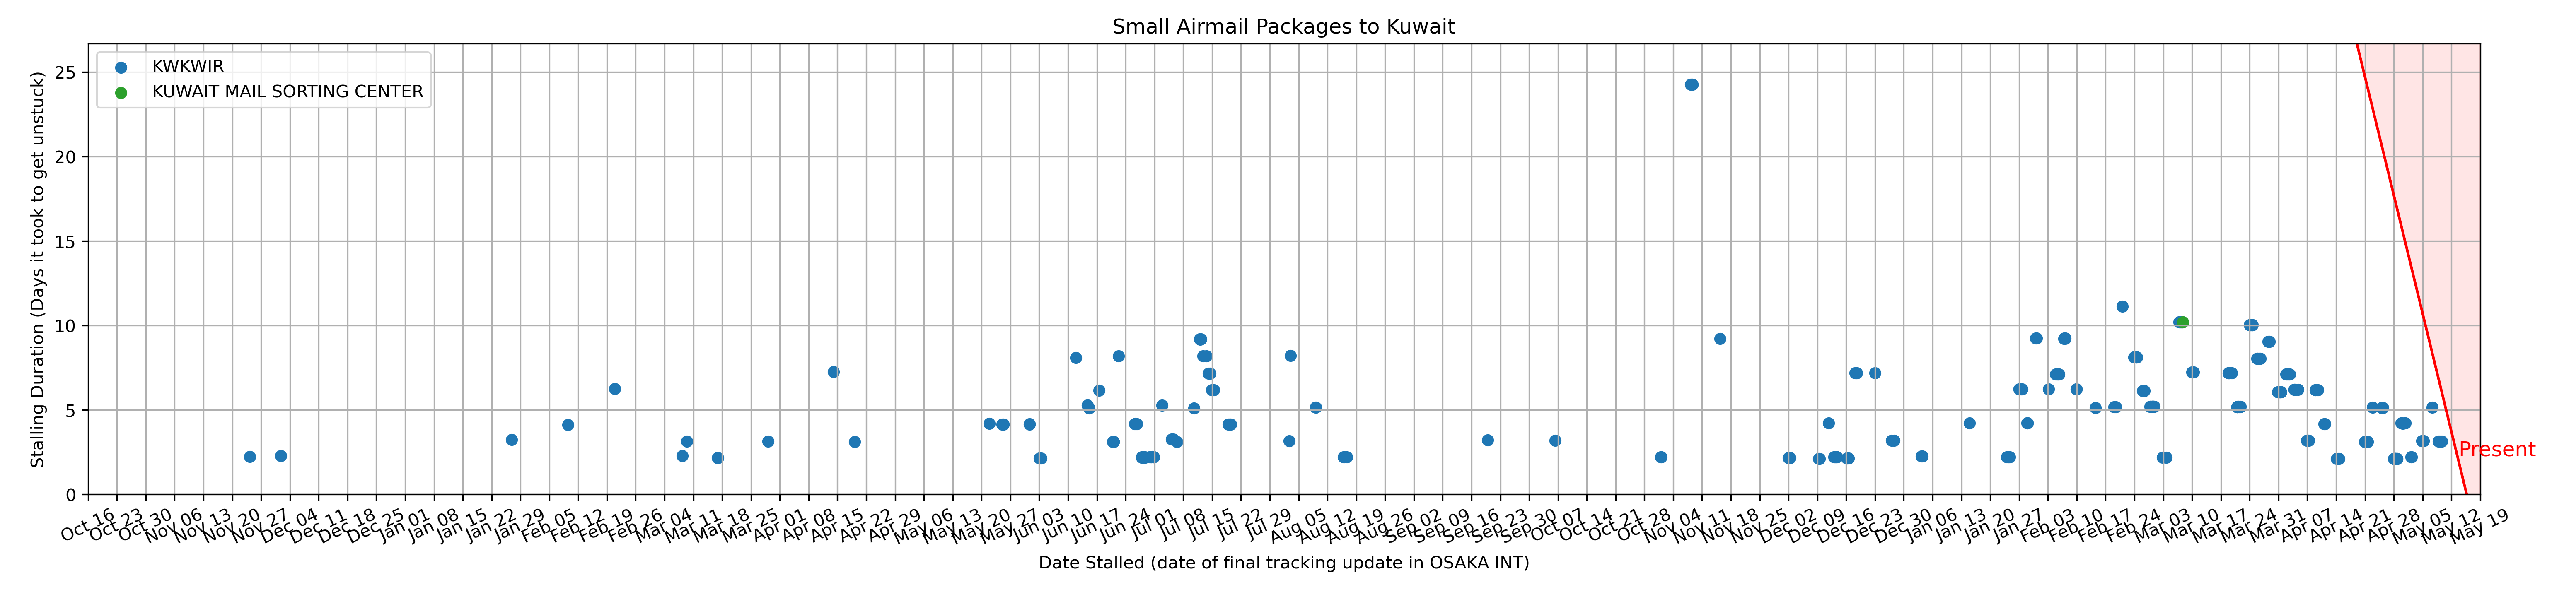 Small Airmail Packages to Kuwait
KWKWIR
KUWAIT MAIL SORTING CENTER
Stalling Duration (Days it took to get unstuck)
25
20
15
10
5
0
Present
Oct 16
Oct 23
Oct 30
Nov 06
Nov 13
Nov 20
Nov 27
Dec 04
Dec 11
Dec 18
Dec 25
Jan 01
Jan 08
Jan 15
Jan 22
Jan 29
Feb 05
Feb 12
Feb 19
Feb 26
Mar 04
Mar 11
Mar 18
Mar 25
Apr 01
Apr 08
Apr 15
Apr 22
Apr 29
May 06
May 13
May 20
May 27
Jun 03
Jun 10
Jun 17
Jun 24
Jul 01
Jul 08
Jul 15
Jul 22
Jul 29
Aug 05
Aug 12
Aug 19
Aug 26
Sep 02
Sep 09
Sep 16
Sep 23
Sep 30
Oct 07
Oct 14
Oct 21
Oct 28
Nov 04
Nov 11
Nov 18
Nov 25
Dec 02
Dec 09
Dec 16
Dec 23
Dec 30
Jan 06
Jan 13
Jan 20
Jan 27
Feb 03
Feb 10
Feb 17
Feb 24
Mar 03
Mar 10
Mar 17
Mar 24
Mar 31
Apr 07
Apr 14
Apr 21
Apr 28
May 05
May 12
May 19
Date Stalled (date of final tracking update in OSAKA INT)